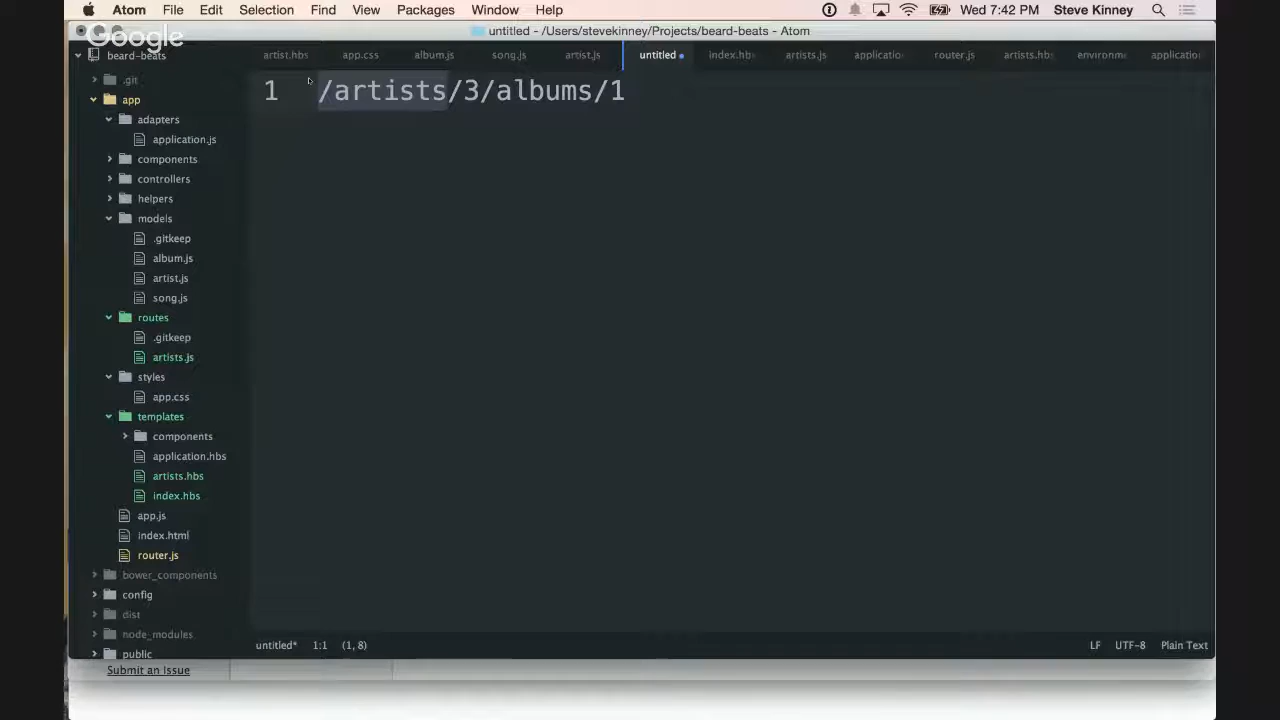 Atom File Edit Selection Find View Packages Window Help Wed 7:42 PM Steve Kinney
Google
untitled - /Users/stevekinney/Projects/beard-beats - Atom
beard-beats
artist.hbs app.css album.js song.js artist.js untitled index.hbs applicatio router.js artists.js artists.hbs environme applicatio
.git
app
adapters
application.js
components
controllers
helpers
models
.gitkeep
album.js
artist.js
song.js
routes
.gitkeep
artists.js
styles
app.css
templates
components
application.hbs
artists.hbs
index.hbs
app.js
index.html
router.js
bower_components
config
dist
node_modules
public
1 /artists/3/albums/1
untitled* 1:1 (1, 8) LF UTF-8 Plain Text
Submit an Issue